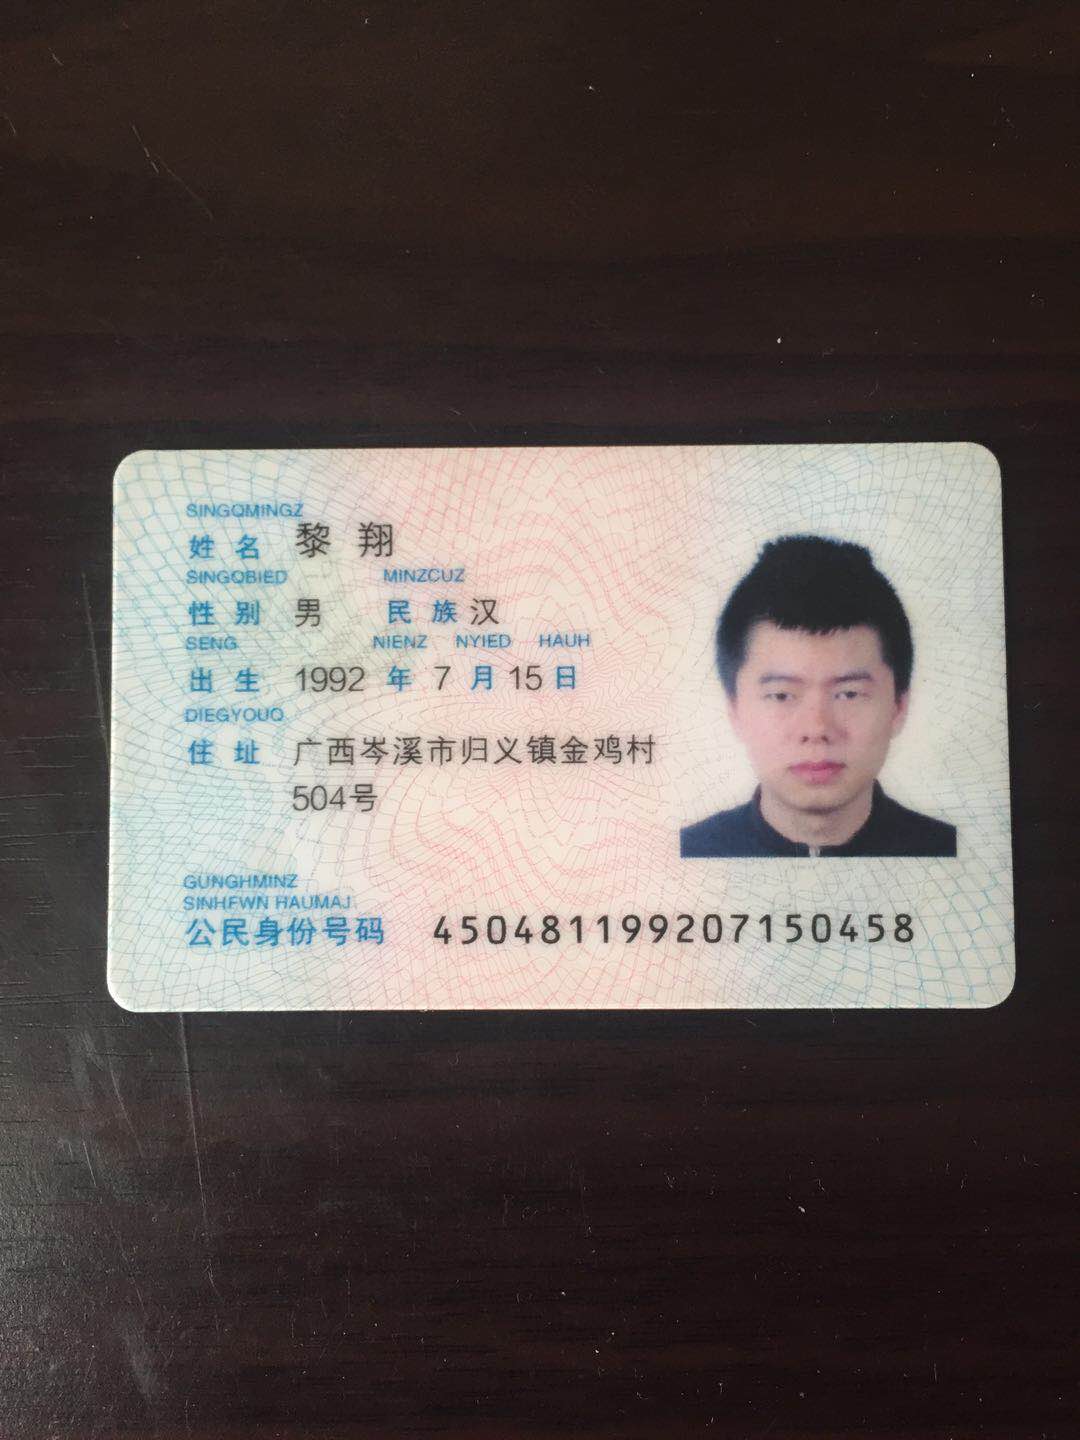 SINGQMINGZ
姓名 黎翔
SINGQBIED MINZCUZ
性别 男 民族 汉
SENG NIENZ NYIED HAUH
出生 1992 年 7 月 15 日
DIEGYOUQ
住址 广西岑溪市归义镇金鸡村
504号
GUNGHMINZ
SINHFWN HAUMAJ
公民身份号码 450481199207150458